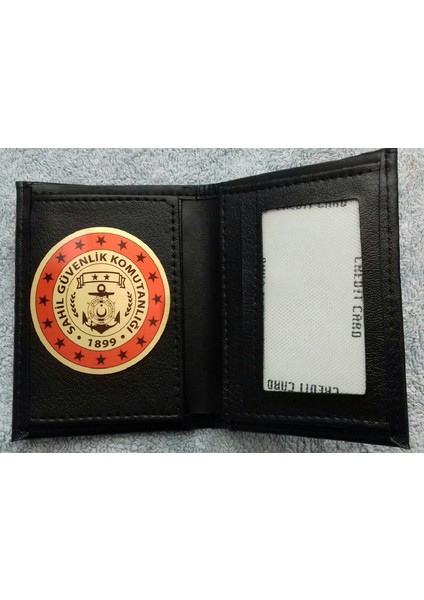 SAHİL GÜVENLİK KOMUTANLIĞI
• 1899 •
CREDIT CARD
CREDIT CARD